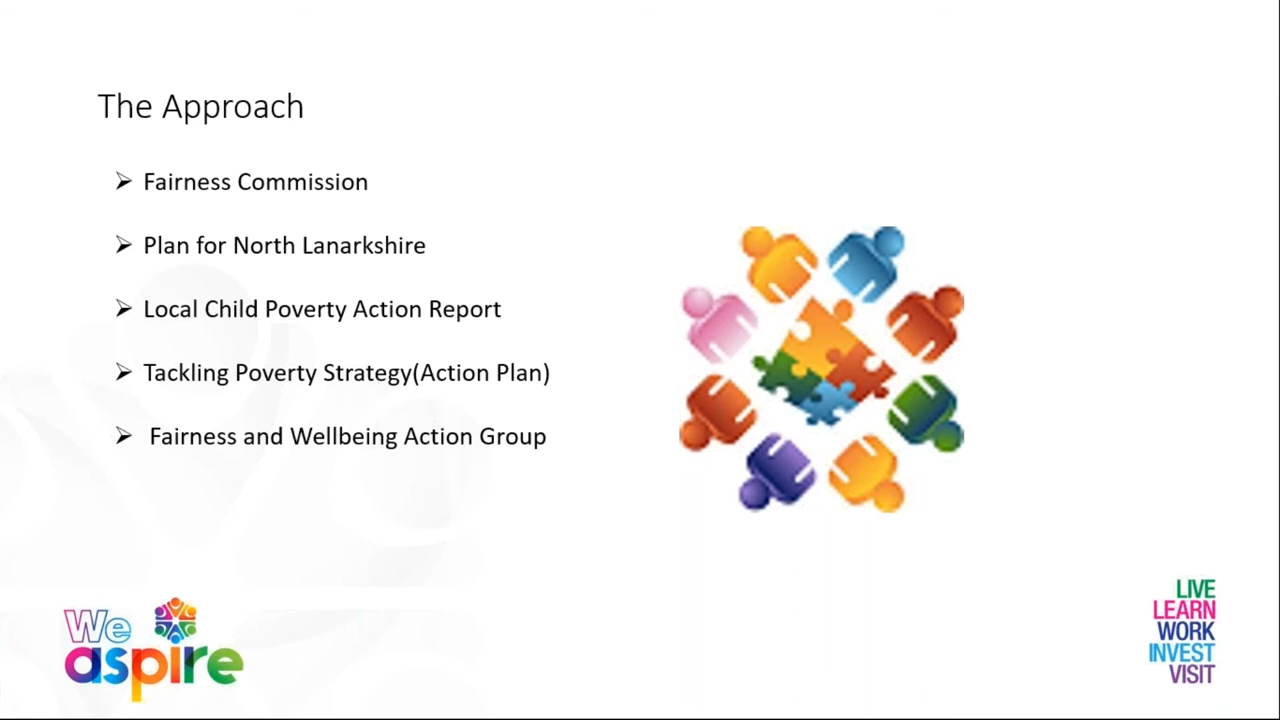 The Approach
Fairness Commission
Plan for North Lanarkshire
Local Child Poverty Action Report
Tackling Poverty Strategy(Action Plan)
Fairness and Wellbeing Action Group
We
aspire
LIVE
LEARN
WORK
INVEST
VISIT